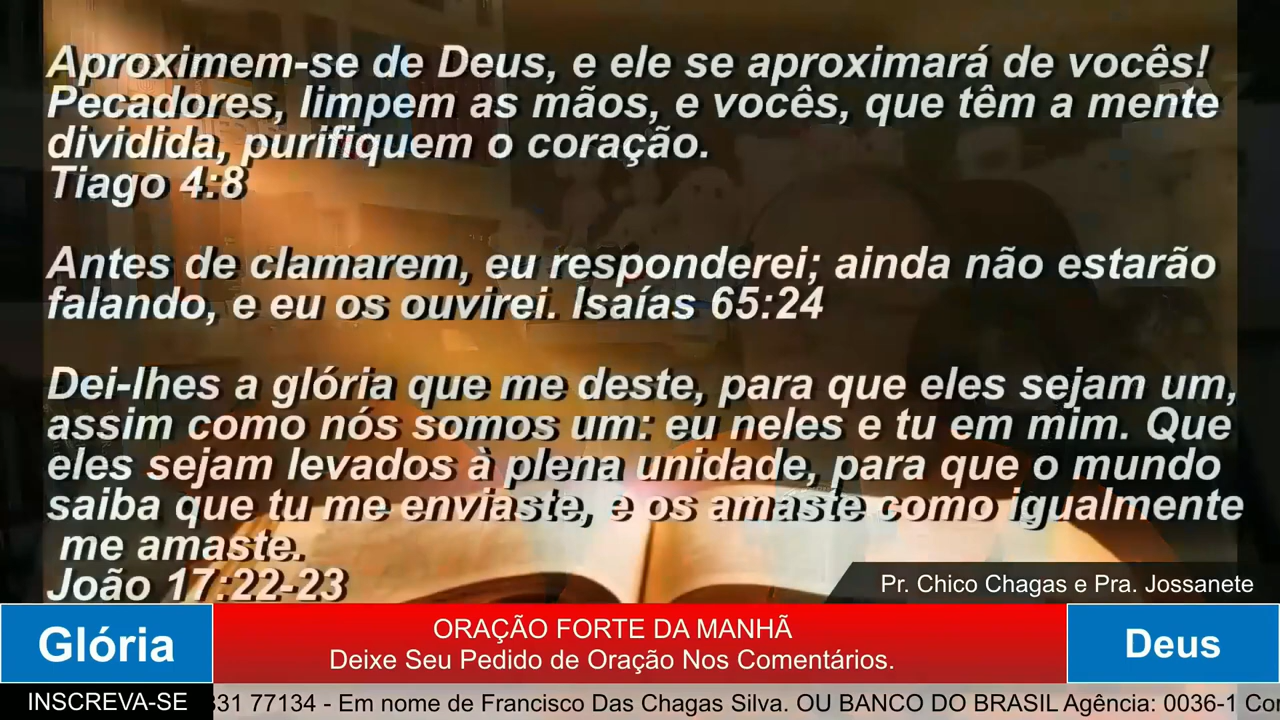 Aproximem-se de Deus, e ele se aproximará de vocês!
Pecadores, limpem as mãos, e vocês, que têm a mente
dividida, purifiquem o coração.
Tiago 4:8
Antes de clamarem, eu responderei; ainda não estarão
falando, e eu os ouvirei. Isaías 65:24
Dei-lhes a glória que me deste, para que eles sejam um,
assim como nós somos um: eu neles e tu em mim. Que
eles sejam levados à plena unidade, para que o mundo
saiba que tu me enviaste, e os amaste como igualmente
me amaste.
João 17:22-23
Pr. Chico Chagas e Pra. Jossanete
Glória
ORAÇÃO FORTE DA MANHÃ
Deixe Seu Pedido de Oração Nos Comentários.
Deus
INSCREVA-SE
331 77134 - Em nome de Francisco Das Chagas Silva. OU BANCO DO BRASIL Agência: 0036-1